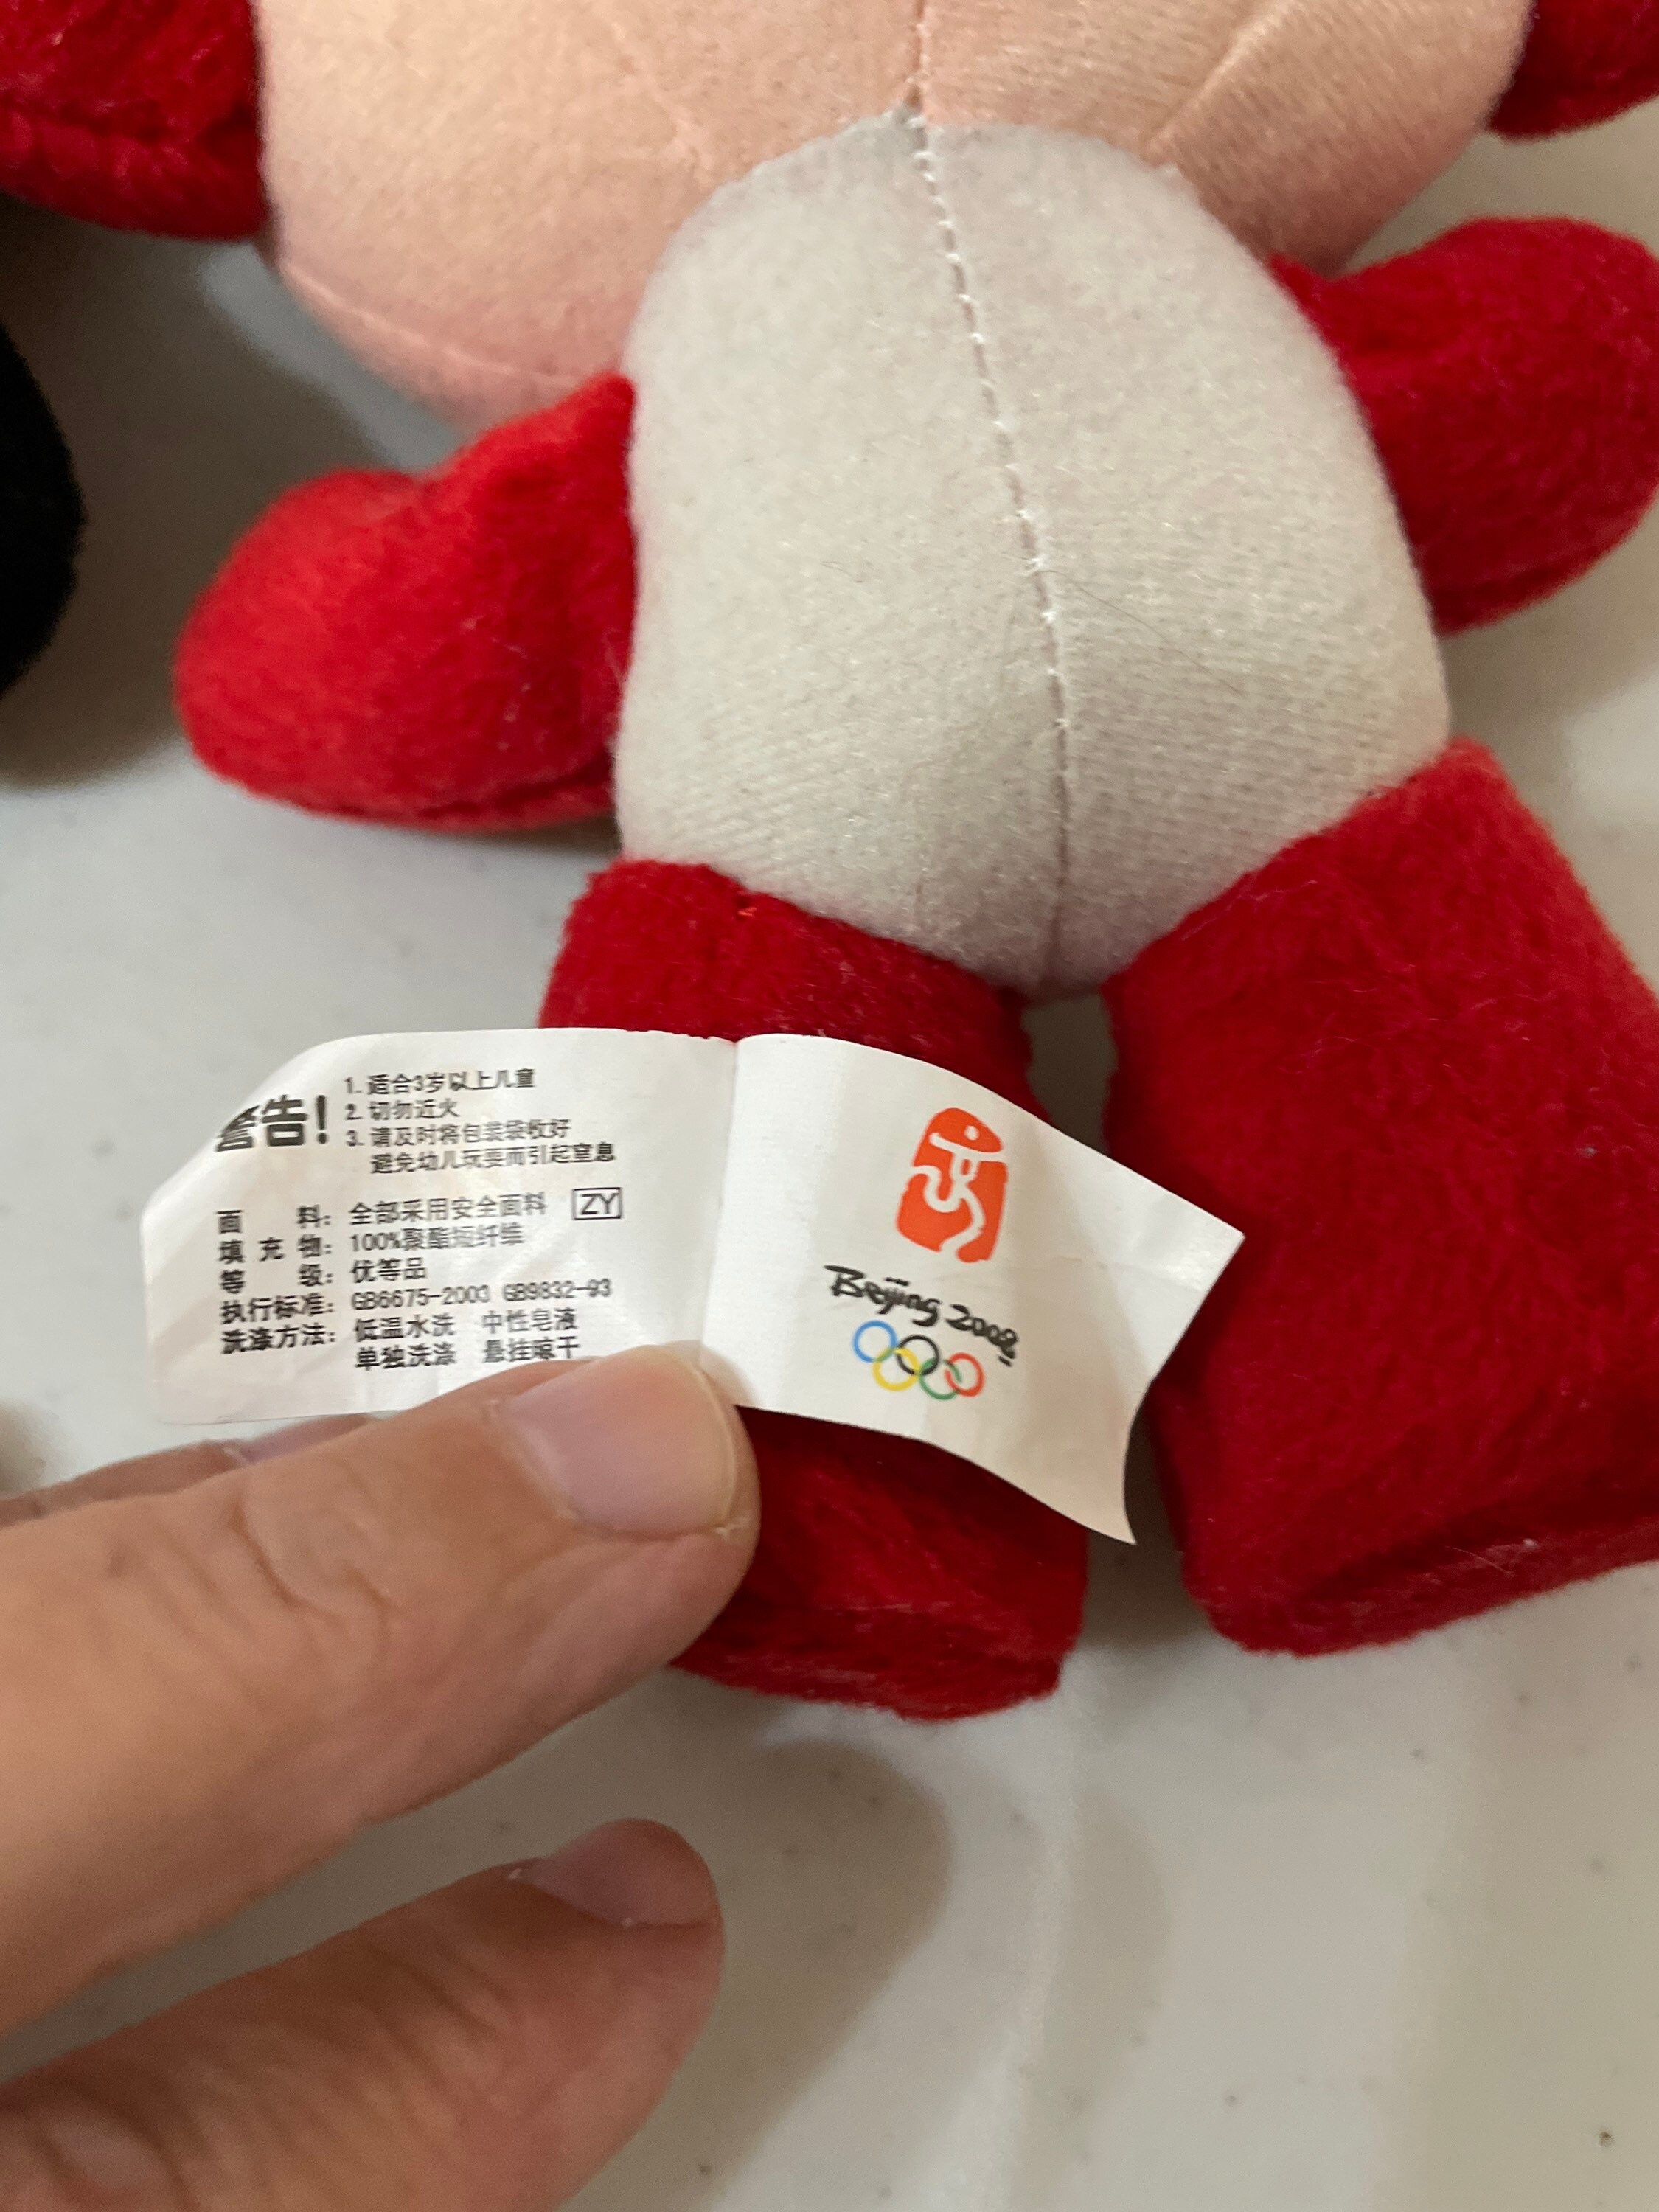 警告!
1. 适合3岁以上儿童
2. 切勿近火
3. 请及时将包装袋收好
避免幼儿玩耍而引起窒息
面 料: 全部采用安全面料 ZY
填 充 物: 100%聚酯短纤维
等 级: 优等品
执行标准: GB6675-2003 GB9832-93
洗涤方法: 低温水洗 中性皂液
单独洗涤 悬挂晾干
Beijing 2008